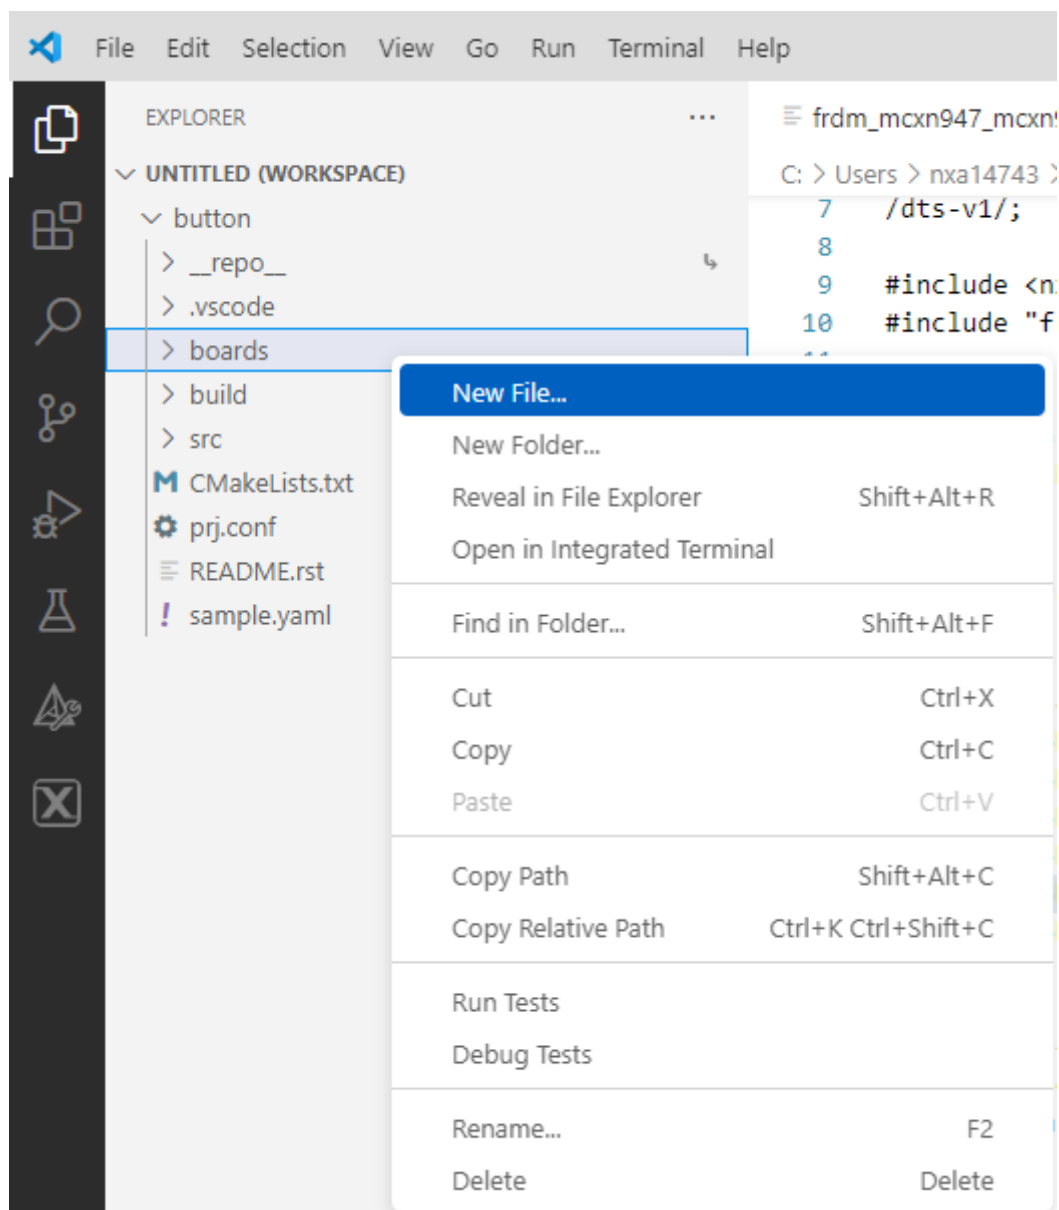 File Edit Selection View Go Run Terminal Help
EXPLORER
UNTITLED (WORKSPACE)
button
__repo__
.vscode
boards
build
src
CMakeLists.txt
prj.conf
README.rst
sample.yaml
frdm_mcxn947_mcxn
C: > Users > nxa14743 >
7 /dts-v1/;
8
9 #include <n
10 #include "f
New File...
New Folder...
Reveal in File Explorer Shift+Alt+R
Open in Integrated Terminal
Find in Folder... Shift+Alt+F
Cut Ctrl+X
Copy Ctrl+C
Paste Ctrl+V
Copy Path Shift+Alt+C
Copy Relative Path Ctrl+K Ctrl+Shift+C
Run Tests
Debug Tests
Rename... F2
Delete Delete